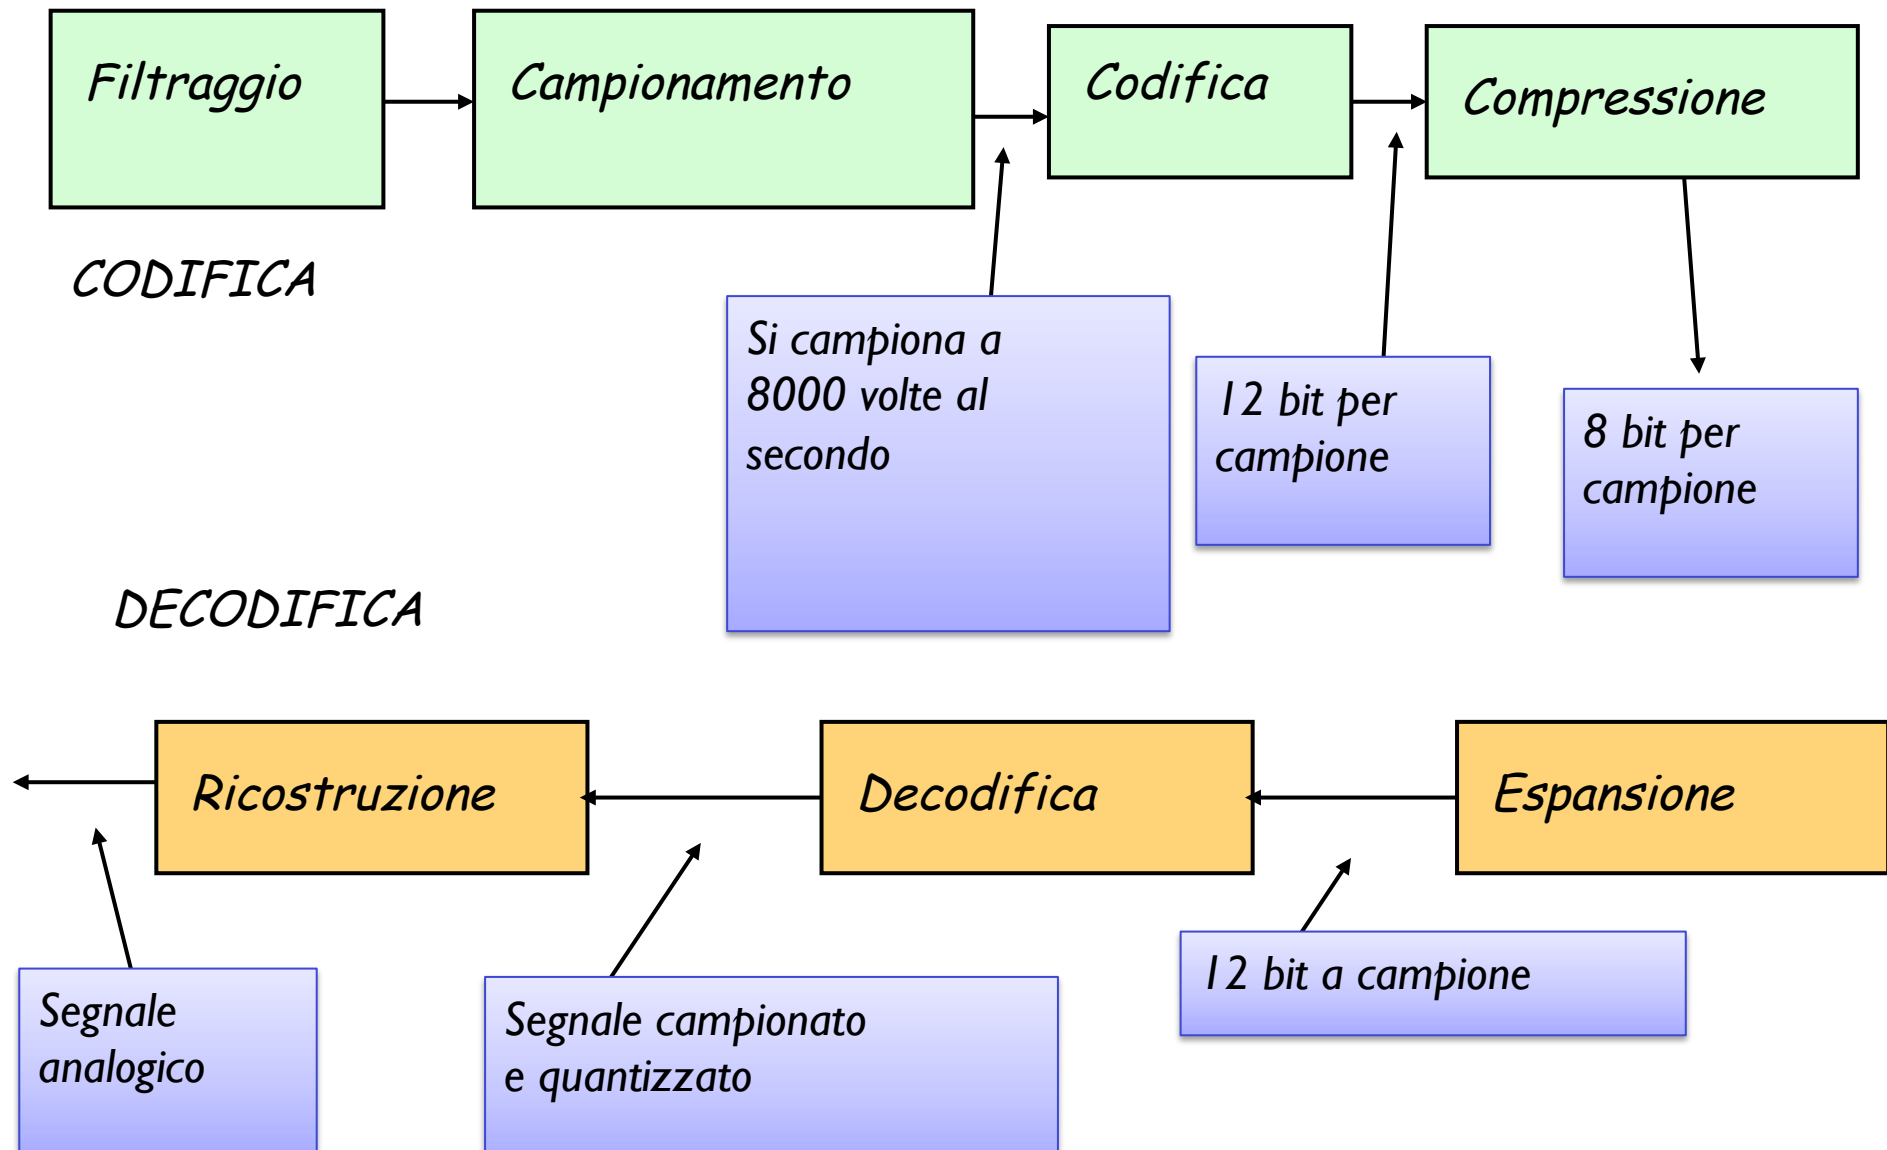 Filtraggio
Campionamento
Codifica
Compressione
CODIFICA
Si campiona a
8000 volte al
secondo
12 bit per
campione
8 bit per
campione
DECODIFICA
Ricostruzione
Decodifica
Espansione
Segnale
analogico
Segnale campionato
e quantizzato
12 bit a campione